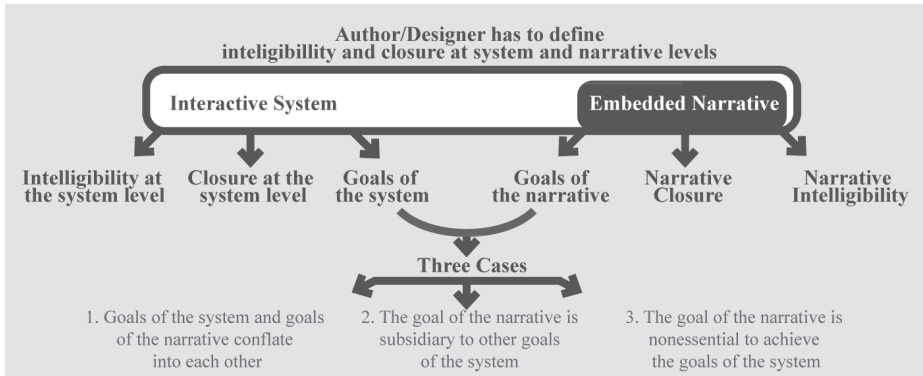 Author/Designer has to define
inteligibillity and closure at system and narrative levels
Interactive System
Embedded Narrative
Intelligibility at
the system level
Closure at the
system level
Goals of
the system
Goals of
the narrative
Narrative
Closure
Narrative
Intelligibility
Three Cases
1. Goals of the system and goals
of the narrative conflate
into each other
2. The goal of the narrative is
subsidiary to other goals
of the system
3. The goal of the narrative is
nonessential to achieve
the goals of the system